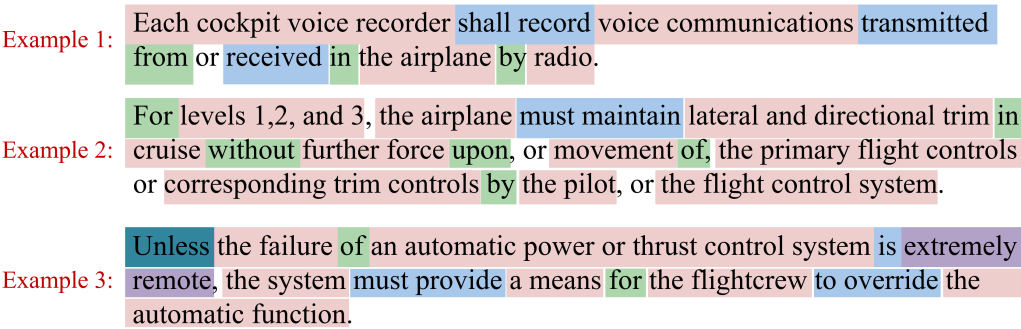 Example 1: Each cockpit voice recorder shall record voice communications transmitted
from or received in the airplane by radio.
Example 2: For levels 1,2, and 3, the airplane must maintain lateral and directional trim in
cruise without further force upon, or movement of, the primary flight controls
or corresponding trim controls by the pilot, or the flight control system.
Example 3: Unless the failure of an automatic power or thrust control system is extremely
remote, the system must provide a means for the flightcrew to override the
automatic function.